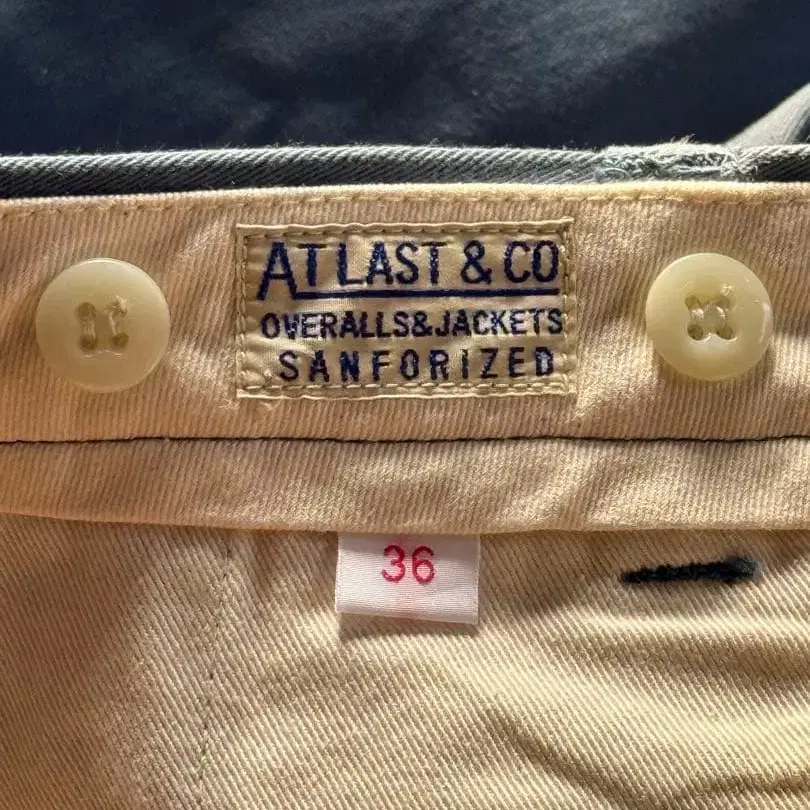 AT LAST & CO
OVERALLS&JACKETS
SANFORIZED
36